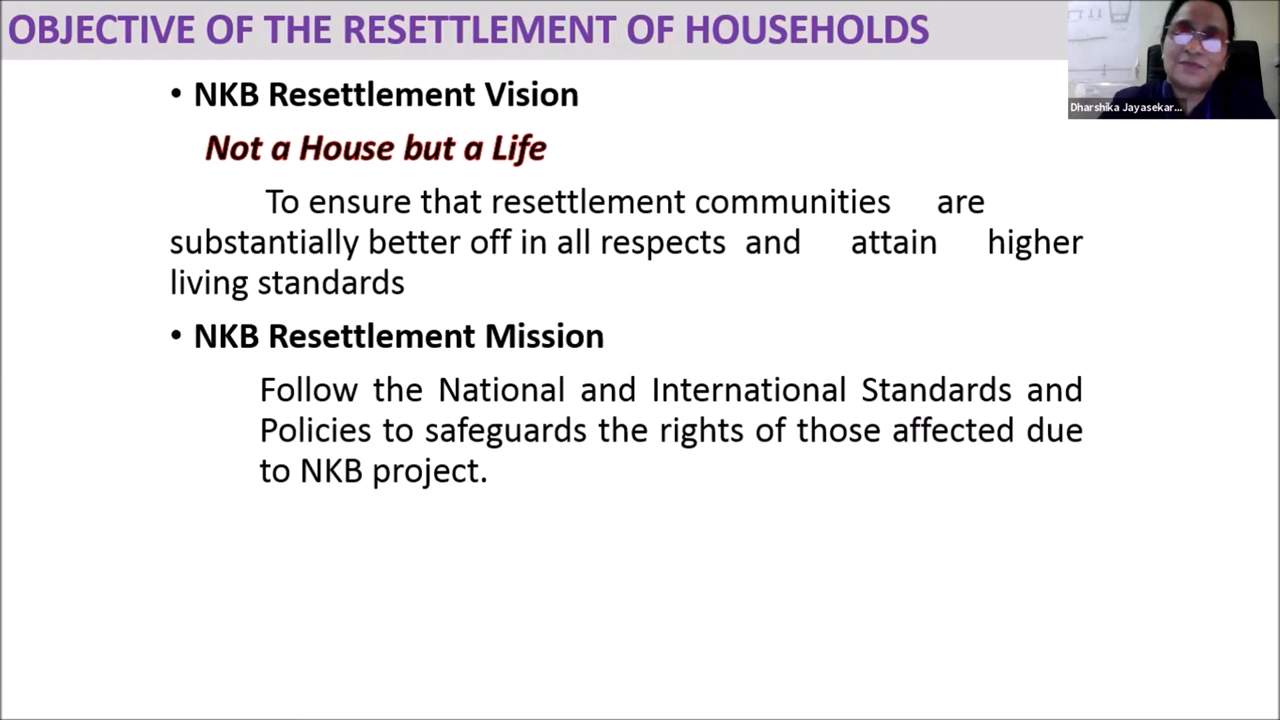 OBJECTIVE OF THE RESETTLEMENT OF HOUSEHOLDS
Dharshika Jayasekar...
• NKB Resettlement Vision
Not a House but a Life
To ensure that resettlement communities are
substantially better off in all respects and attain higher
living standards
• NKB Resettlement Mission
Follow the National and International Standards and
Policies to safeguards the rights of those affected due
to NKB project.